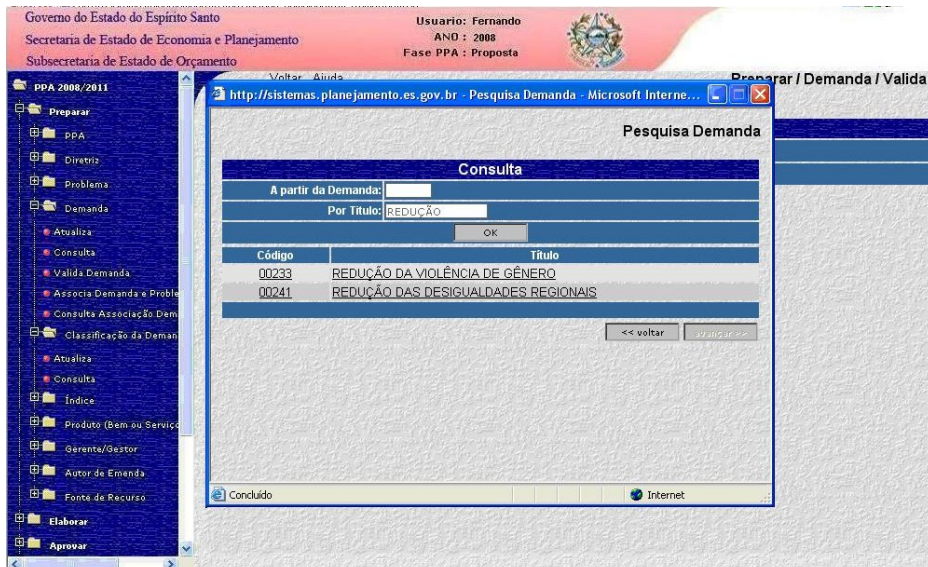 Governo do Estado do Espírito Santo
Secretaria de Estado de Economia e Planejamento
Subsecretaria de Estado de Orçamento
Usuario: Fernando
ANO : 2008
Fase PPA : Proposta
Voltar Ajuda
Preparar / Demanda / Valida
PPA 2008/2011
Preparar
PPA
Diretriz
Problema
Demanda
Atualiza
Consulta
Valida Demanda
Associa Demanda e Proble
Consulta Associação Dem
Classificação da Deman
Atualiza
Consulta
Índice
Produto (Bem ou Serviço
Gerente/Gestor
Autor de Emenda
Fonte de Recurso
Elaborar
Aprovar
http://sistemas.planejamento.es.gov.br - Pesquisa Demanda - Microsoft Interne...
Pesquisa Demanda
Consulta
A partir da Demanda:
Por Título: REDUÇÃO
OK
Código Título
00233 REDUÇÃO DA VIOLÊNCIA DE GÊNERO
00241 REDUÇÃO DAS DESIGUALDADES REGIONAIS
<< voltar avançar >>
Concluído Internet